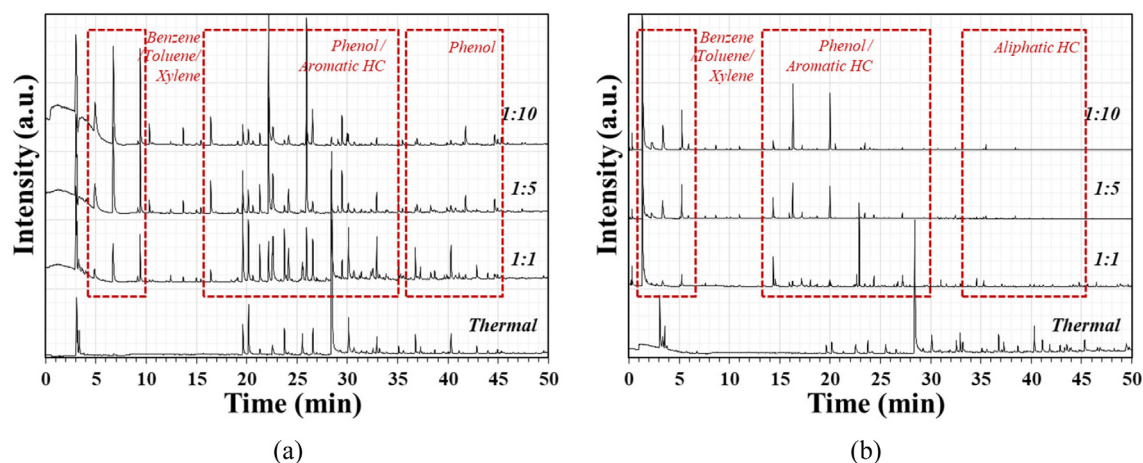 Intensity (a.u.)
Benzene
/Toluene/
Xylene
Phenol /
Aromatic HC
Phenol
1:10
1:5
1:1
Thermal
0 5 10 15 20 25 30 35 40 45 50
Time (min)
(a)
Intensity (a.u.)
Benzene
/Toluene/
Xylene
Phenol /
Aromatic HC
Aliphatic HC
1:10
1:5
1:1
Thermal
0 5 10 15 20 25 30 35 40 45 50
Time (min)
(b)